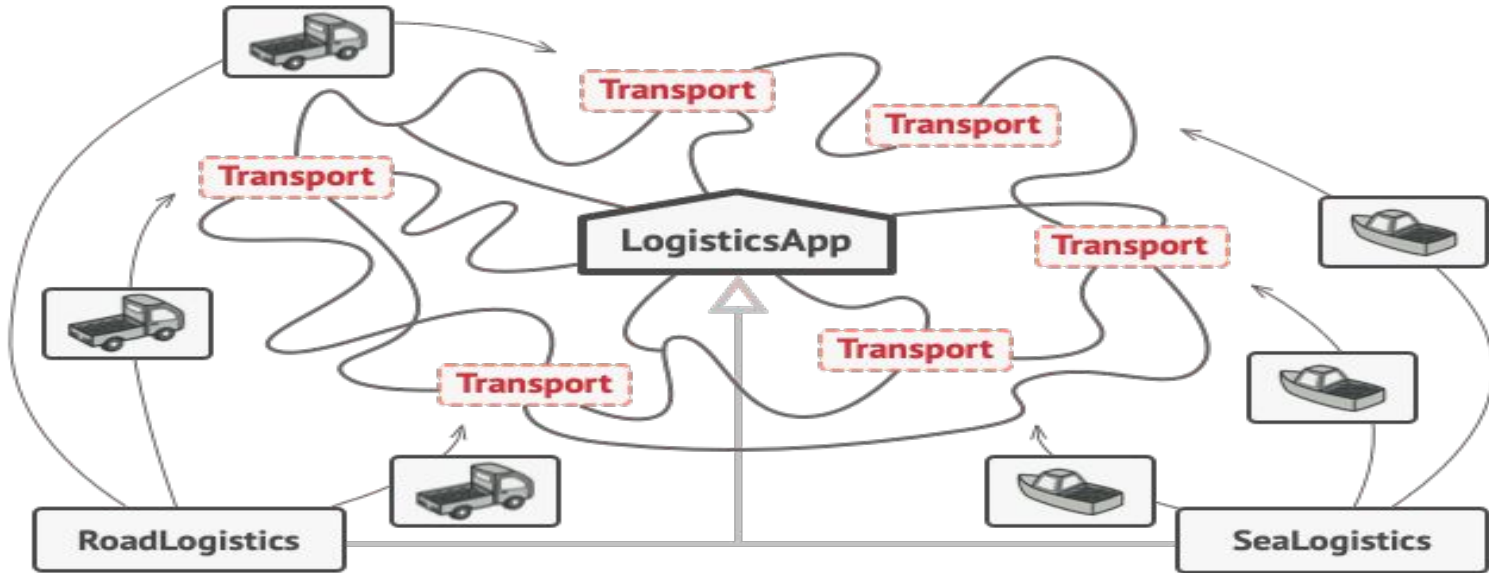 Transport
Transport
Transport
LogisticsApp
Transport
Transport
Transport
RoadLogistics
SeaLogistics